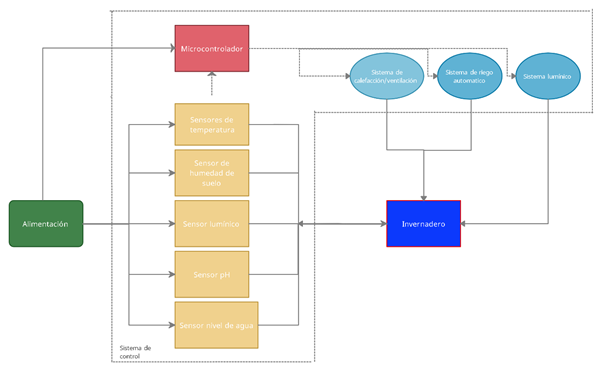 Microcontrolador
Sistema de
calefacción/ventilación
Sistema de riego
automatico
Sistema lumínico
Sensores de
temperatura
Sensor de
humedad de
suelo
Alimentación
Sensor lumínico
Invernadero
Sensor pH
Sensor nivel de agua
Sistema de
control